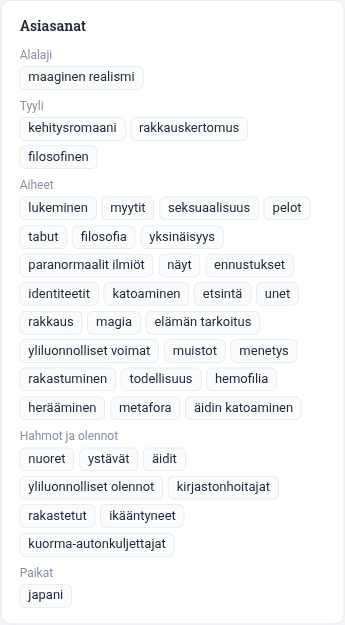 Asiasanat
Alalaji
maaginen realismi
Tyyli
kehitysromaani rakkauskertomus
filosofinen
Aiheet
lukeminen myytit seksuaalisuus pelot
tabut filosofia yksinäisyys
paranormaalit ilmiöt näyt ennustukset
identiteetit katoaminen etsintä unet
rakkaus magia elämän tarkoitus
yliluonnolliset voimat muistot menetys
rakastuminen todellisuus hemofilia
herääminen metafora äidin katoaminen
Hahmot ja olennot
nuoret ystävät äidit
yliluonnolliset olennot kirjastonhoitajat
rakastetut ikääntyneet
kuorma-autonkuljettajat
Paikat
japani